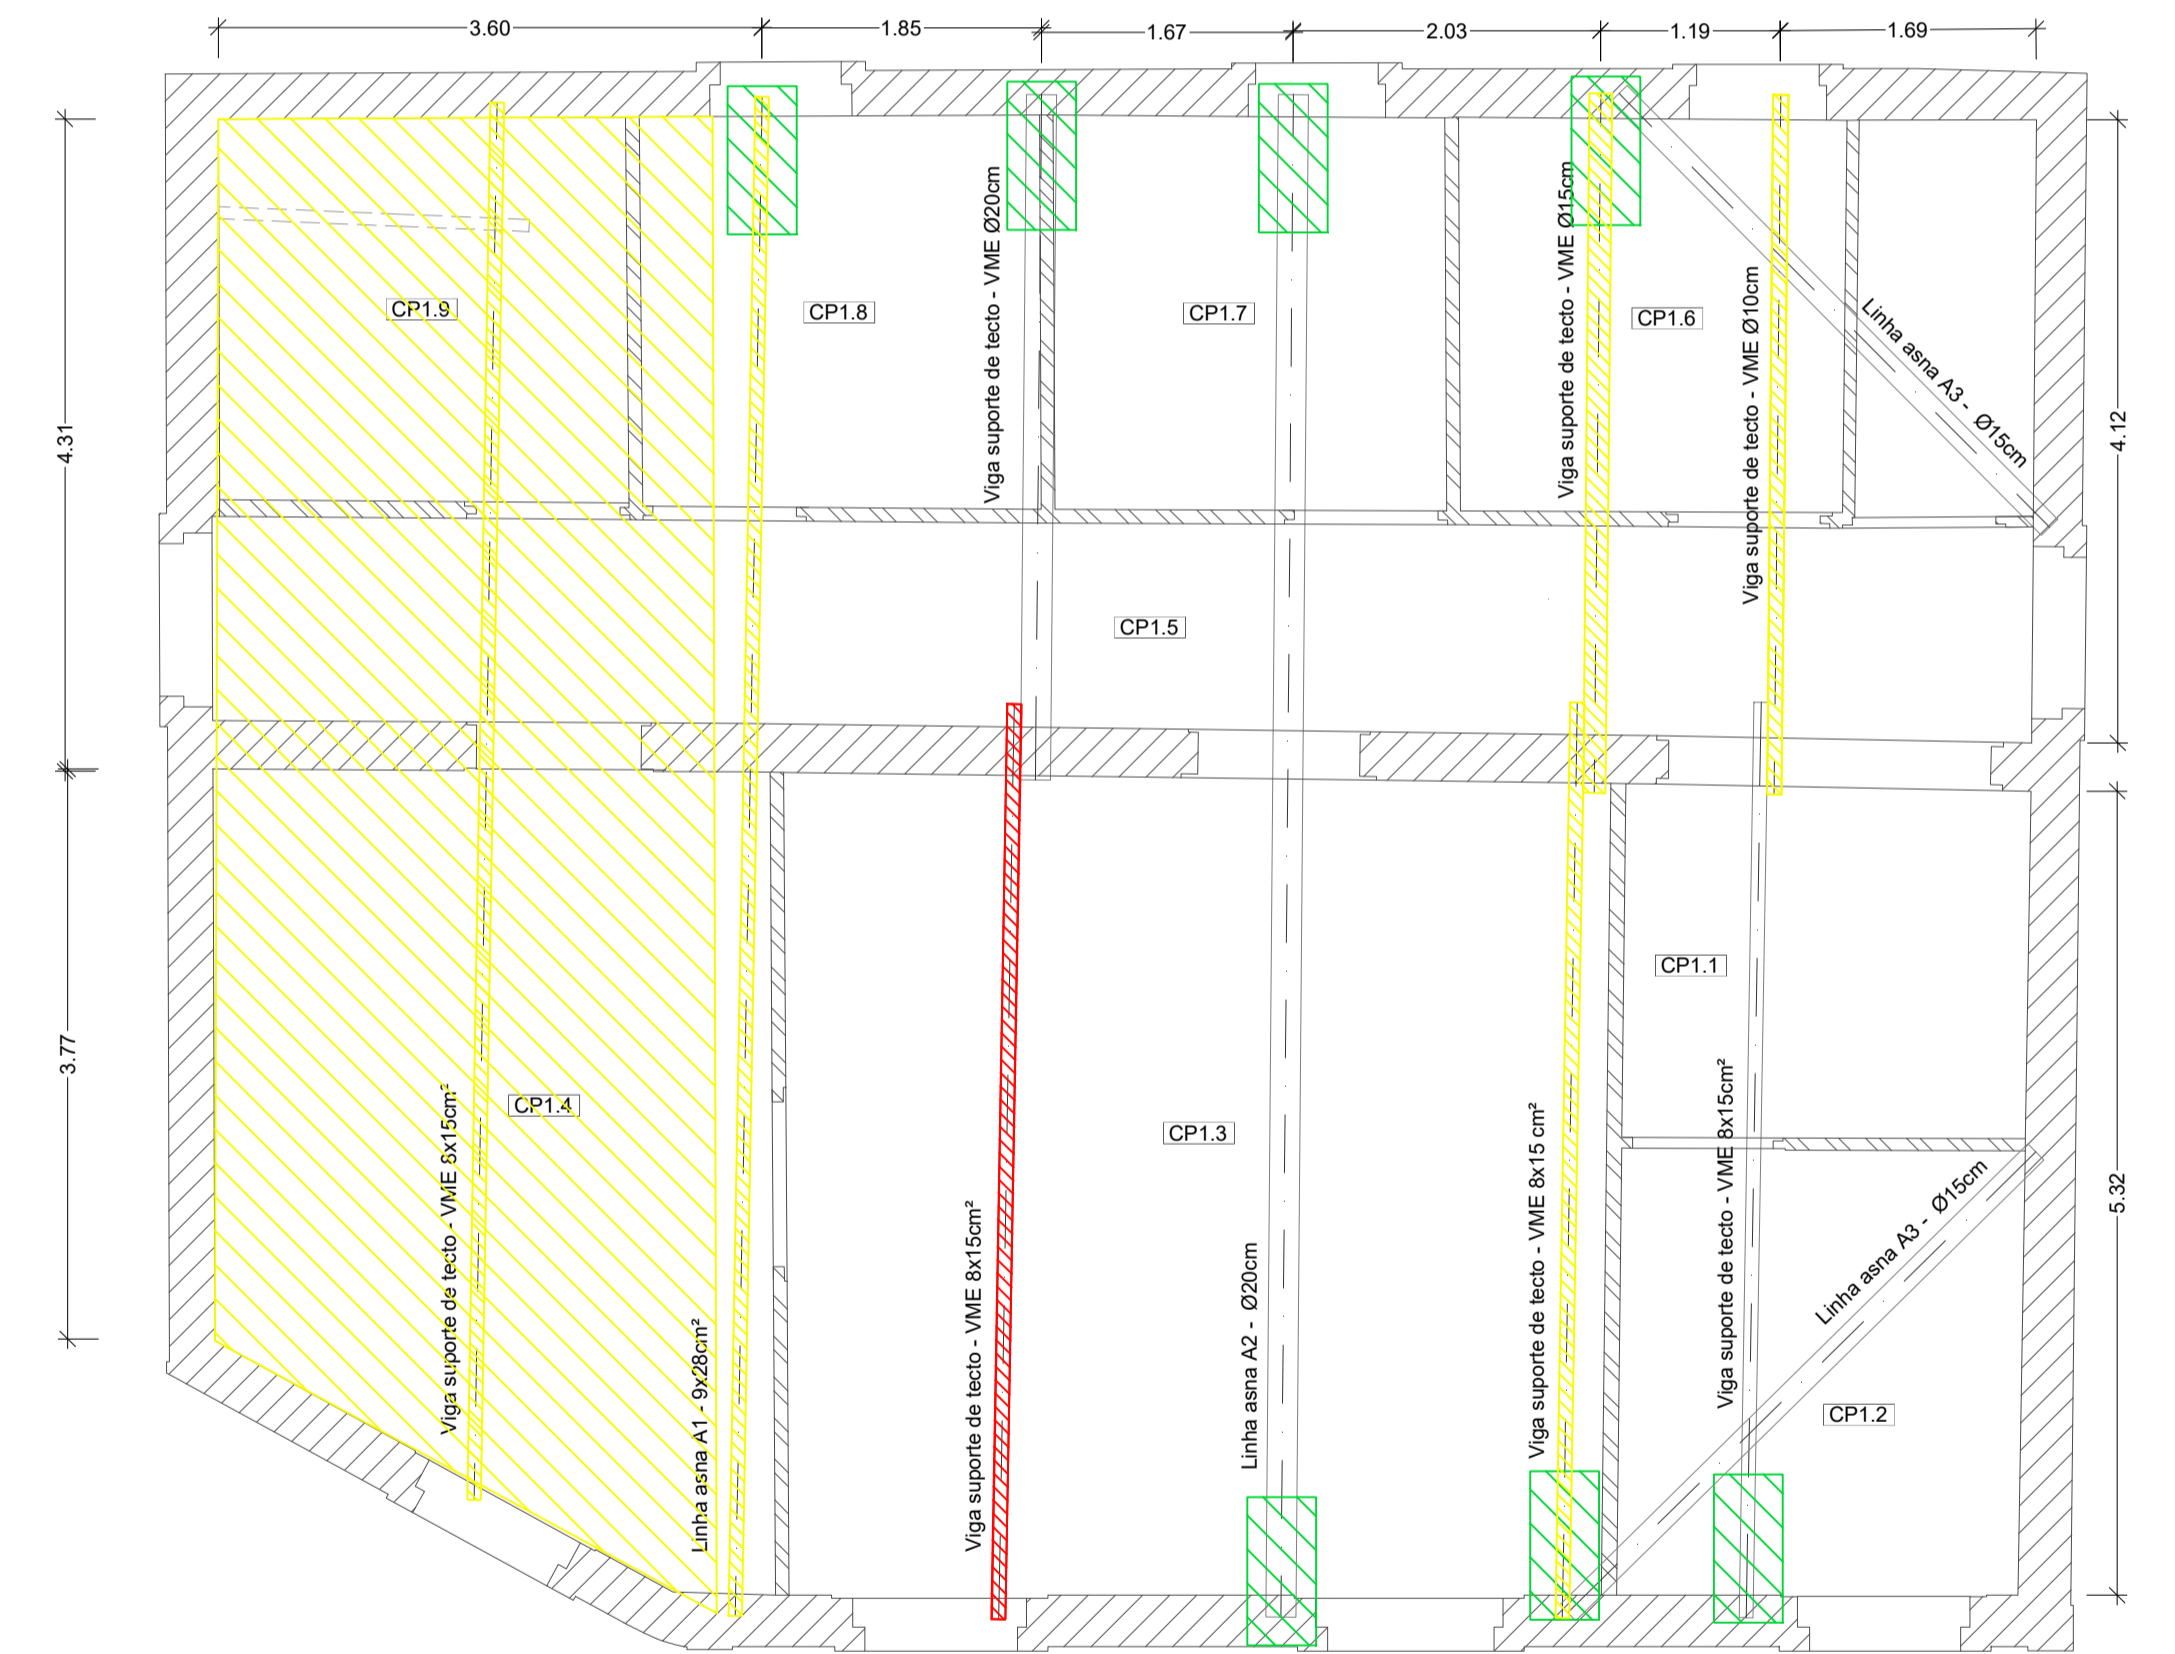 3.60
1.85
1.67
2.03
1.19
1.69
4.31
4.12
3.77
5.32
CP1.9
CP1.8
CP1.7
CP1.6
Viga suporte de tecto - VME Ø20cm
Viga suporte de tecto - VME Ø15cm
Viga suporte de tecto - VME Ø10cm
Linha asna A3 - Ø15cm
CP1.5
CP1.1
CP1.4
CP1.3
CP1.2
Viga suporte de tecto - VME 8x15cm²
Linha asna A1 - 9x28cm²
Viga suporte de tecto - VME 8x15cm²
Linha asna A2 - Ø20cm
Viga suporte de tecto - VME 8x15 cm²
Viga suporte de tecto - VME 8x15cm²
Linha asna A3 - Ø15cm